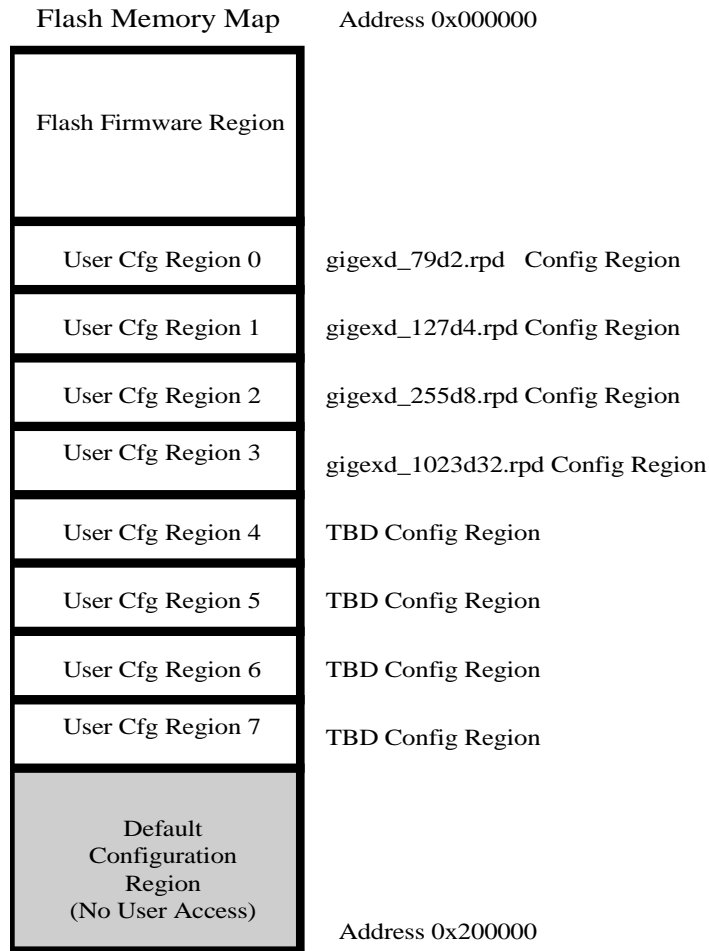 Flash Memory Map Address 0x000000
Flash Firmware Region
User Cfg Region 0 gigexd_79d2.rpd Config Region
User Cfg Region 1 gigexd_127d4.rpd Config Region
User Cfg Region 2 gigexd_255d8.rpd Config Region
User Cfg Region 3 gigexd_1023d32.rpd Config Region
User Cfg Region 4 TBD Config Region
User Cfg Region 5 TBD Config Region
User Cfg Region 6 TBD Config Region
User Cfg Region 7 TBD Config Region
Default
Configuration
Region
(No User Access)
Address 0x200000